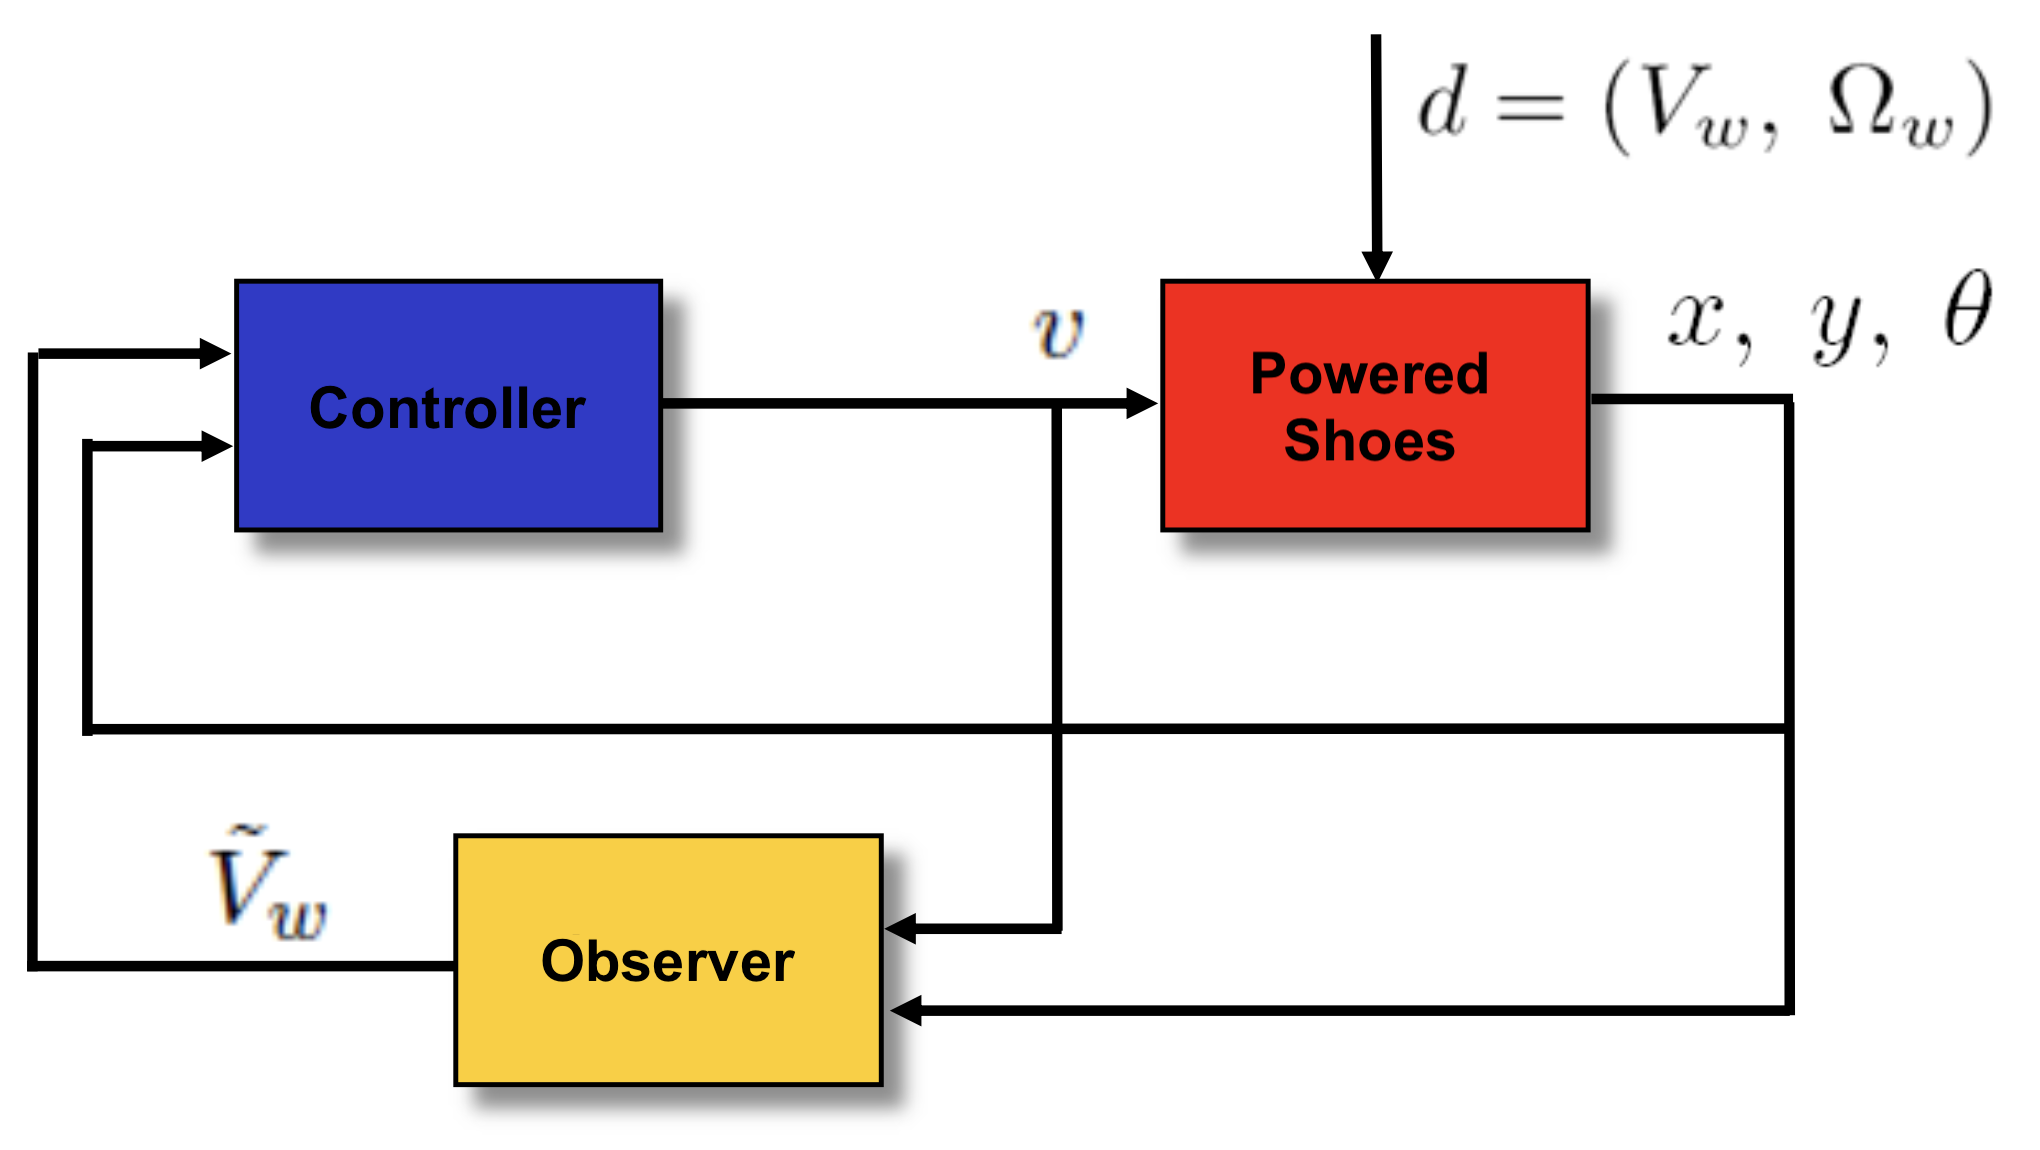 d = (V_w, Ω_w)
x, y, θ
v
Controller
Powered
Shoes
Ṽ_w
Observer